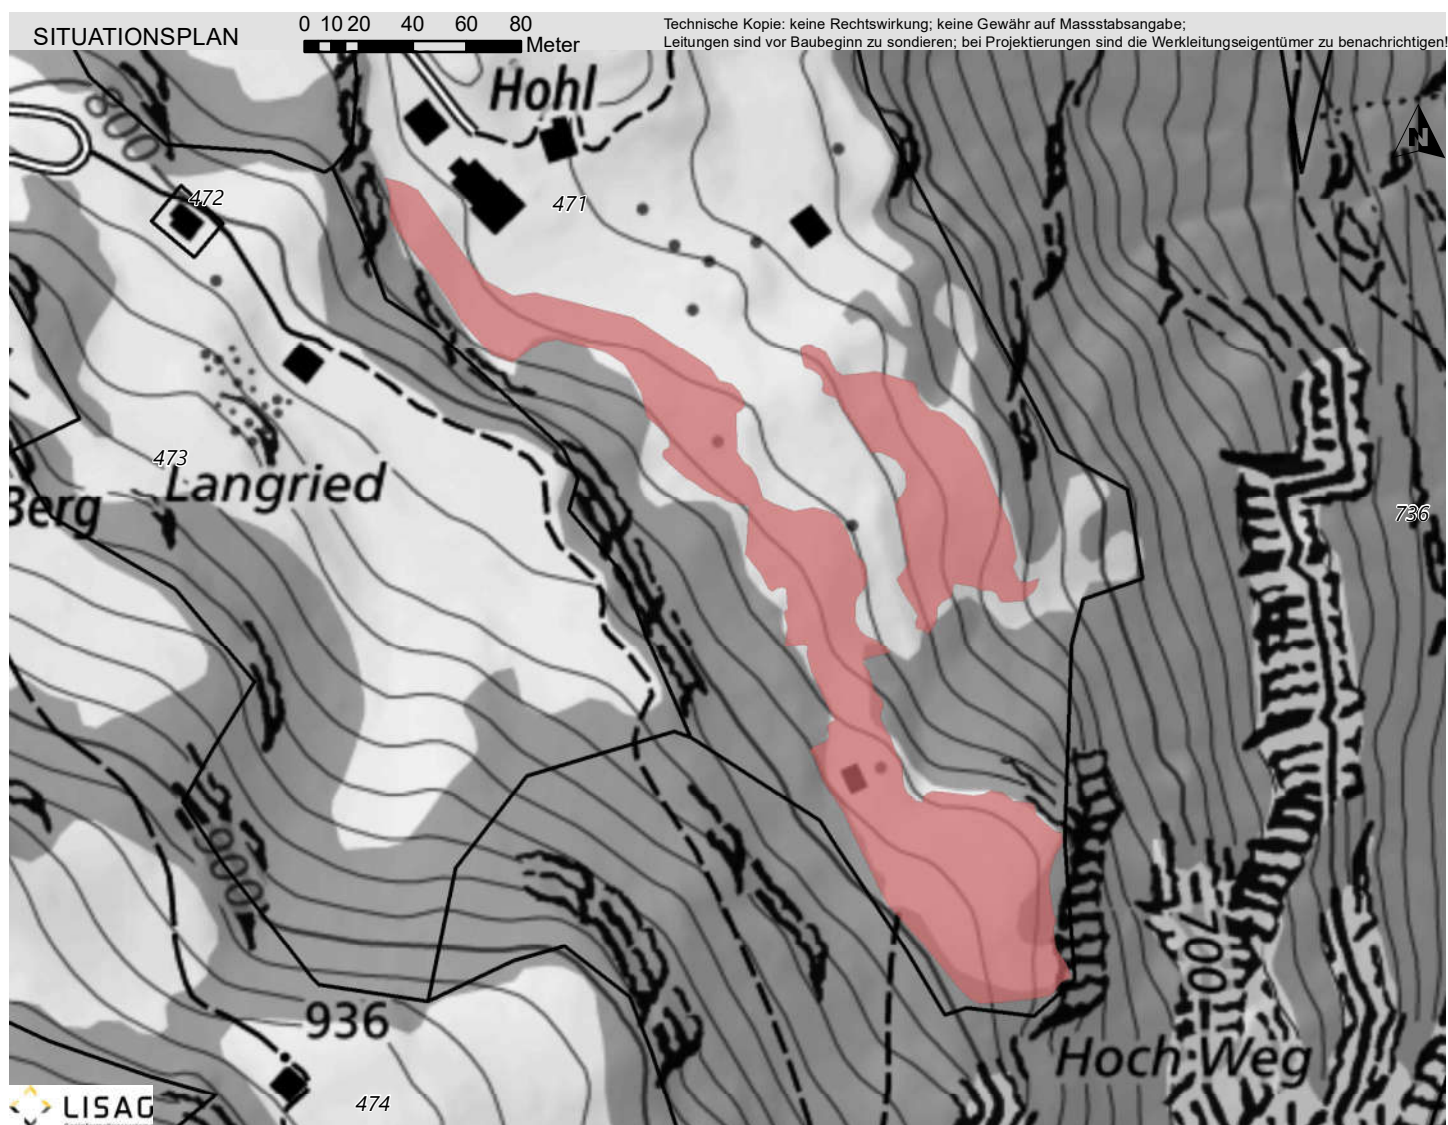 SITUATIONSPLAN
0 10 20 40 60 80
Meter
Technische Kopie: keine Rechtswirkung; keine Gewähr auf Massstabsangabe;
Leitungen sind vor Baubeginn zu sondieren; bei Projektierungen sind die Werkleitungseigentümer zu benachrichtigen!
Hohl
800
N
472
471
473
Langried
Berg
736
900
700
936
Hoch Weg
474
LISAG